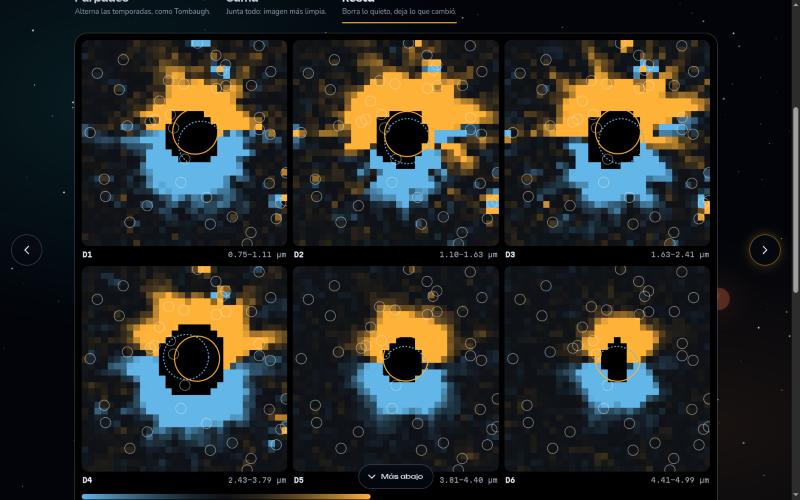 Alterna las temporadas, como Tombaugh. Junta todo: imagen más limpia. Borra lo quieto, deja lo que cambió.
D1 0.75–1.11 µm D2 1.10–1.63 µm D3 1.63–2.41 µm
D4 2.43–3.79 µm D5 3.81–4.40 µm D6 4.41–4.99 µm
Más abajo